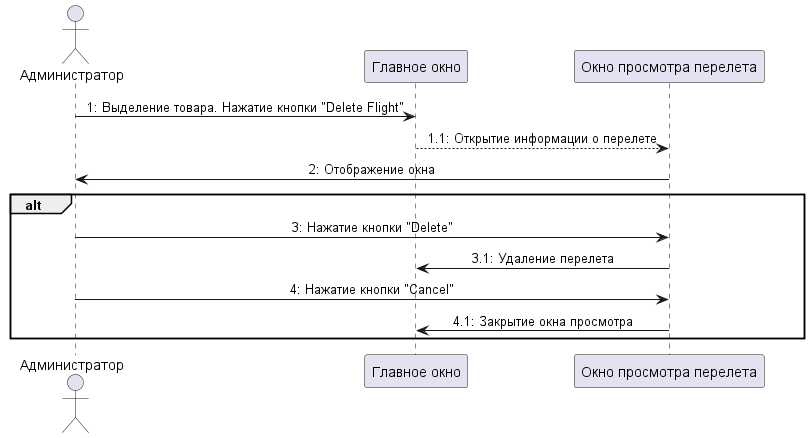 Администратор
Главное окно
Окно просмотра перелета
1: Выделение товара. Нажатие кнопки "Delete Flight"
1.1: Открытие информации о перелете
2: Отображение окна
alt
3: Нажатие кнопки "Delete"
3.1: Удаление перелета
4: Нажатие кнопки "Cancel"
4.1: Закрытие окна просмотра
Администратор
Главное окно
Окно просмотра перелета